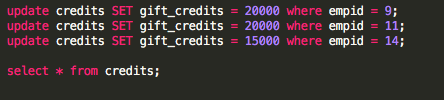 update credits SET gift_credits = 20000 where empid = 9;
update credits SET gift_credits = 20000 where empid = 11;
update credits SET gift_credits = 15000 where empid = 14;
select * from credits;